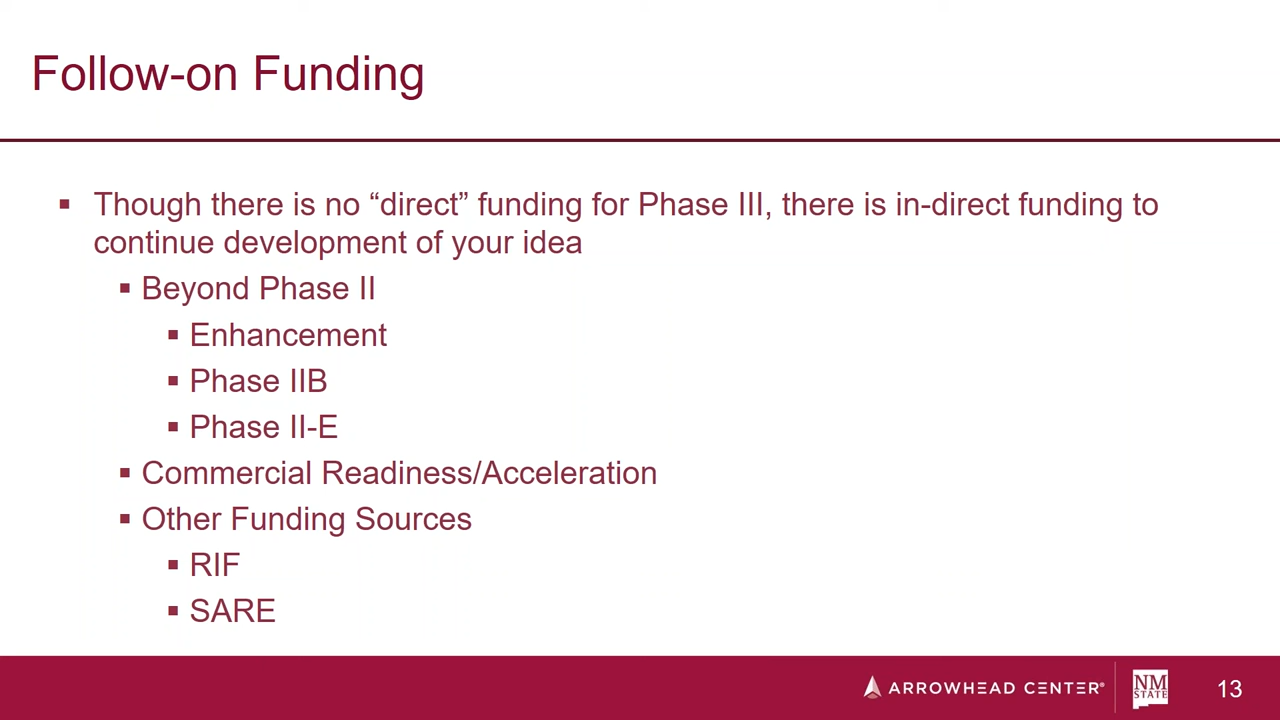 Follow-on Funding
▪ Though there is no “direct” funding for Phase III, there is in-direct funding to
continue development of your idea
▪ Beyond Phase II
▪ Enhancement
▪ Phase IIB
▪ Phase II-E
▪ Commercial Readiness/Acceleration
▪ Other Funding Sources
▪ RIF
▪ SARE
ARROWHEAD CENTER®
NM
STATE
13